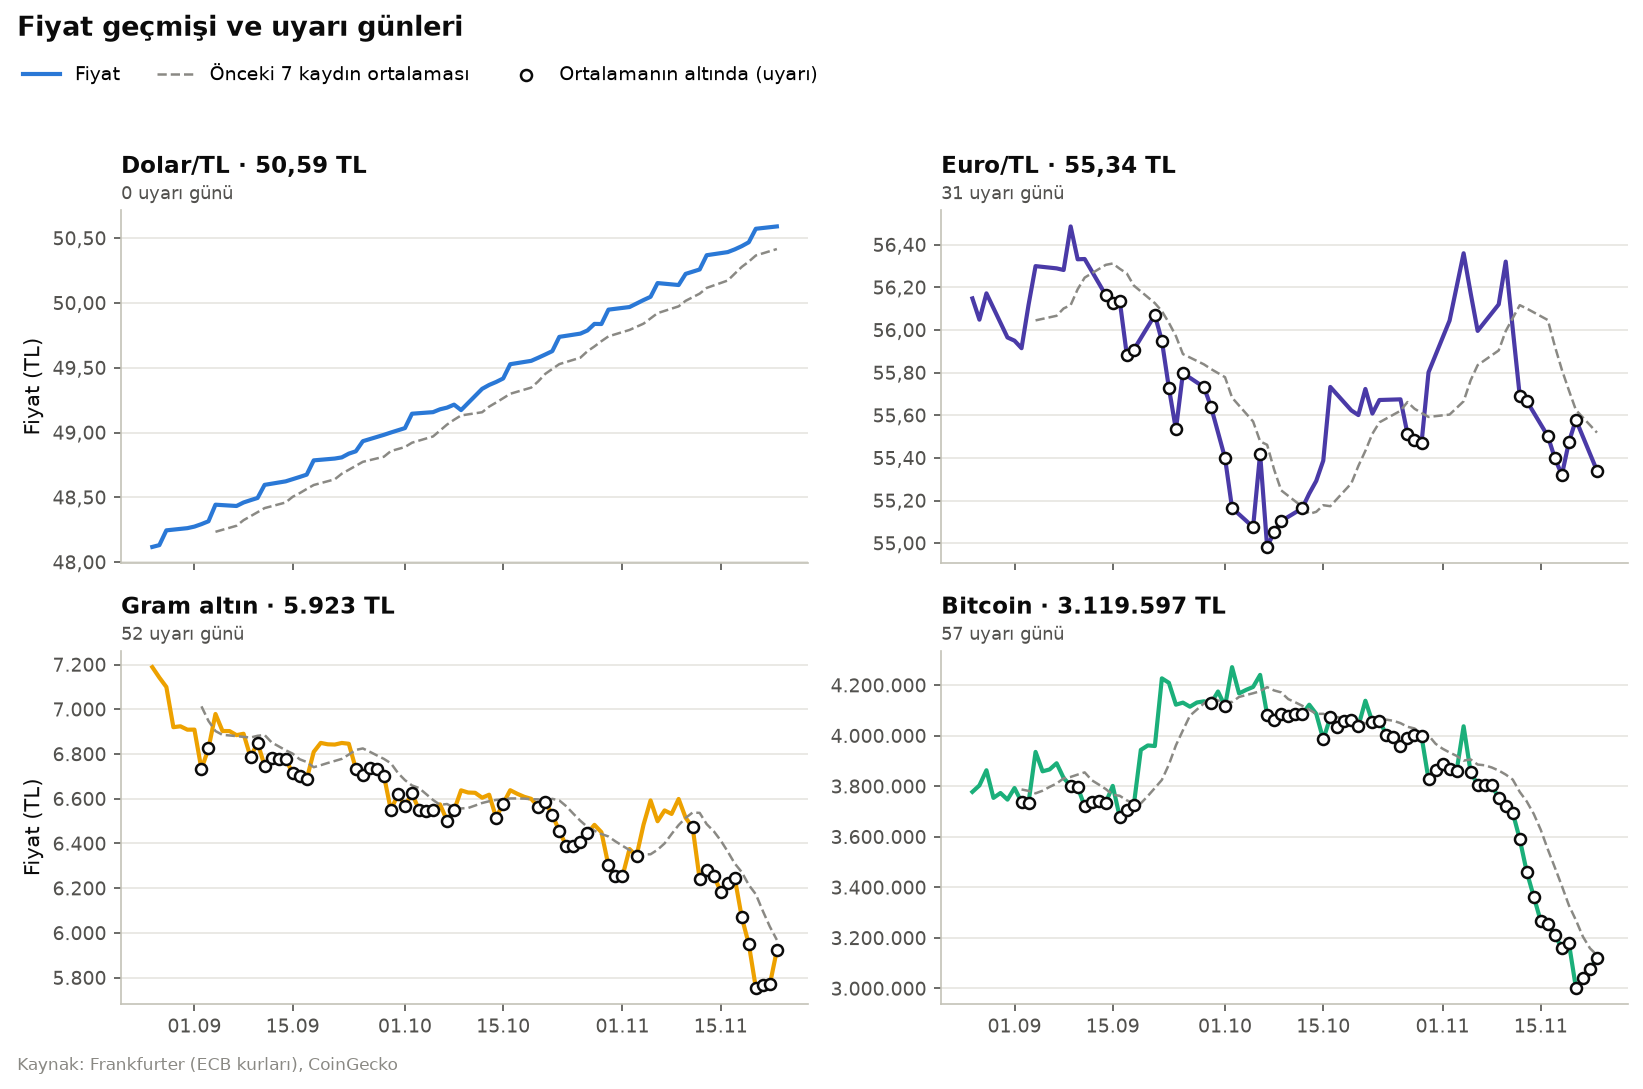 Fiyat geçmişi ve uyarı günleri
Fiyat
Önceki 7 kaydın ortalaması
Ortalamanın altında (uyarı)
Dolar/TL · 50,59 TL
0 uyarı günü
50,50
50,00
49,50
49,00
48,50
48,00
Fiyat (TL)
Euro/TL · 55,34 TL
31 uyarı günü
56,40
56,20
56,00
55,80
55,60
55,40
55,20
55,00
Gram altın · 5.923 TL
52 uyarı günü
7.200
7.000
6.800
6.600
6.400
6.200
6.000
5.800
Fiyat (TL)
01.09 15.09 01.10 15.10 01.11 15.11
Bitcoin · 3.119.597 TL
57 uyarı günü
4.200.000
4.000.000
3.800.000
3.600.000
3.400.000
3.200.000
3.000.000
01.09 15.09 01.10 15.10 01.11 15.11
Kaynak: Frankfurter (ECB kurları), CoinGecko